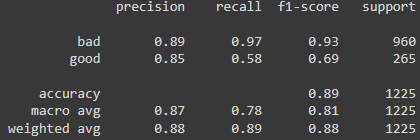 precision recall f1-score support
bad 0.89 0.97 0.93 960
good 0.85 0.58 0.69 265
accuracy 0.89 1225
macro avg 0.87 0.78 0.81 1225
weighted avg 0.88 0.89 0.88 1225